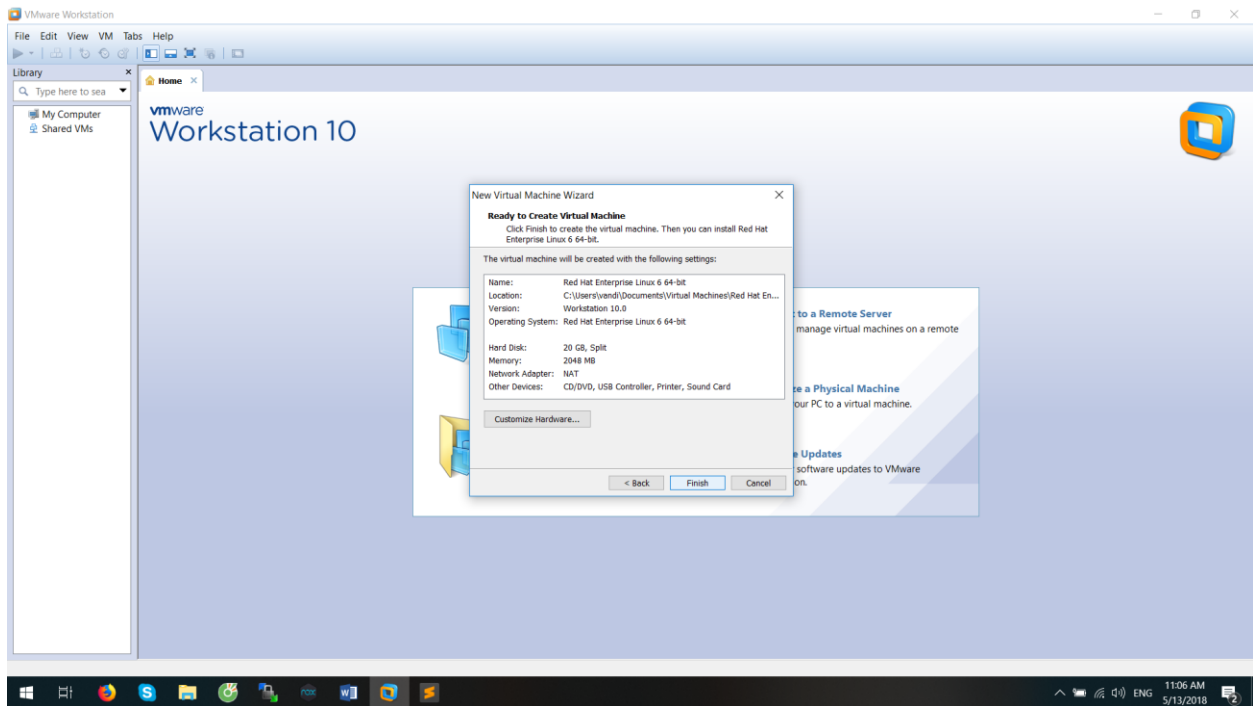 VMware Workstation
File Edit View VM Tabs Help
Library
Type here to sea
My Computer
Shared VMs
Home
vmware
Workstation 10
New Virtual Machine Wizard
Ready to Create Virtual Machine
Click Finish to create the virtual machine. Then you can install Red Hat
Enterprise Linux 6 64-bit.
The virtual machine will be created with the following settings:
Name: Red Hat Enterprise Linux 6 64-bit
Location: C:\Users\vandi\Documents\Virtual Machines\Red Hat En...
Version: Workstation 10.0
Operating System: Red Hat Enterprise Linux 6 64-bit
Hard Disk: 20 GB, Split
Memory: 2048 MB
Network Adapter: NAT
Other Devices: CD/DVD, USB Controller, Printer, Sound Card
Customize Hardware...
< Back Finish Cancel
to a Remote Server
manage virtual machines on a remote
e a Physical Machine
our PC to a virtual machine.
e Updates
software updates to VMware
on.
ENG
11:06 AM
5/13/2018
2